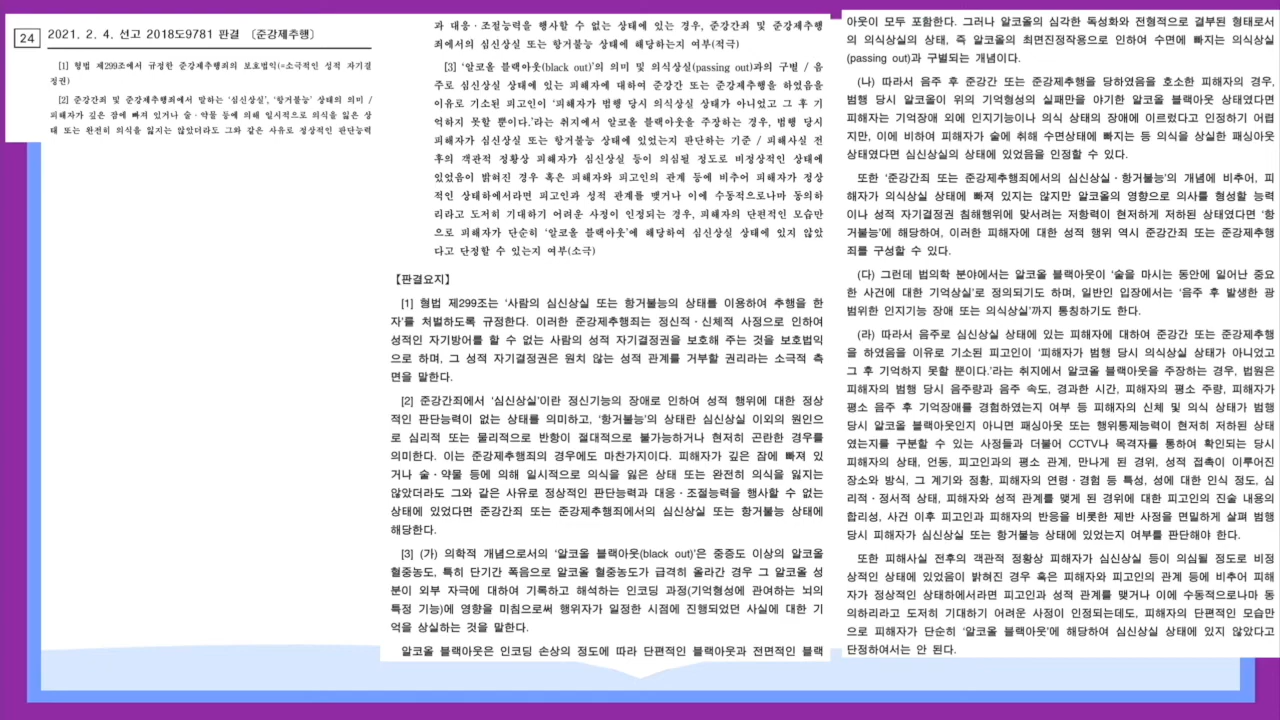 24
2021. 2. 4. 선고 2018도9781 판결 〔준강제추행〕
[1] 형법 제299조에서 규정한 준강제추행죄의 보호법익(=소극적인 성적 자기결
정권)
[2] 준강간죄 및 준강제추행죄에서 말하는 ‘심신상실’, ‘항거불능’ 상태의 의미 /
피해자가 깊은 잠에 빠져 있거나 술·약물 등에 의해 일시적으로 의식을 잃은 상
태 또는 완전히 의식을 잃지는 않았더라도 그와 같은 사유로 정상적인 판단능력
과 대응·조절능력을 행사할 수 없는 상태에 있는 경우, 준강간죄 및 준강제추행
죄에서의 심신상실 또는 항거불능 상태에 해당하는지 여부(적극)
[3] ‘알코올 블랙아웃(black out)’의 의미 및 의식상실(passing out)과의 구별 / 음
주로 심신상실 상태에 있는 피해자에 대하여 준강간 또는 준강제추행을 하였음을
이유로 기소된 피고인이 ‘피해자가 범행 당시 의식상실 상태가 아니었고 그 후 기
억하지 못할 뿐이다.’라는 취지에서 알코올 블랙아웃을 주장하는 경우, 범행 당시
피해자가 심신상실 또는 항거불능 상태에 있었는지 판단하는 기준 / 피해사실 전
후의 객관적 정황상 피해자가 심신상실 등이 의심될 정도로 비정상적인 상태에
있었음이 밝혀진 경우 혹은 피해자와 피고인의 관계 등에 비추어 피해자가 정상
적인 상태하에서라면 피고인과 성적 관계를 맺거나 이에 수동적으로나마 동의하
리라고 도저히 기대하기 어려운 사정이 인정되는 경우, 피해자의 단편적인 모습만
으로 피해자가 단순히 ‘알코올 블랙아웃’에 해당하여 심신상실 상태에 있지 않았
다고 단정할 수 있는지 여부(소극)
【판결요지】
[1] 형법 제299조는 ‘사람의 심신상실 또는 항거불능의 상태를 이용하여 추행을 한
자’를 처벌하도록 규정한다. 이러한 준강제추행죄는 정신적·신체적 사정으로 인하여
성적인 자기방어를 할 수 없는 사람의 성적 자기결정권을 보호해 주는 것을 보호법익
으로 하며, 그 성적 자기결정권은 원치 않는 성적 관계를 거부할 권리라는 소극적 측
면을 말한다.
[2] 준강간죄에서 ‘심신상실’이란 정신기능의 장애로 인하여 성적 행위에 대한 정상
적인 판단능력이 없는 상태를 의미하고, ‘항거불능’의 상태란 심신상실 이외의 원인으
로 심리적 또는 물리적으로 반항이 절대적으로 불가능하거나 현저히 곤란한 경우를
의미한다. 이는 준강제추행죄의 경우에도 마찬가지이다. 피해자가 깊은 잠에 빠져 있
거나 술·약물 등에 의해 일시적으로 의식을 잃은 상태 또는 완전히 의식을 잃지는
않았더라도 그와 같은 사유로 정상적인 판단능력과 대응·조절능력을 행사할 수 없는
상태에 있었다면 준강간죄 또는 준강제추행죄에서의 심신상실 또는 항거불능 상태에
해당한다.
[3] (가) 의학적 개념으로서의 ‘알코올 블랙아웃(black out)’은 중증도 이상의 알코올
혈중농도, 특히 단기간 폭음으로 알코올 혈중농도가 급격히 올라간 경우 그 알코올 성
분이 외부 자극에 대하여 기록하고 해석하는 인코딩 과정(기억형성에 관여하는 뇌의
특정 기능)에 영향을 미침으로써 행위자가 일정한 시점에 진행되었던 사실에 대한 기
억을 상실하는 것을 말한다.
알코올 블랙아웃은 인코딩 손상의 정도에 따라 단편적인 블랙아웃과 전면적인 블랙
아웃이 모두 포함한다. 그러나 알코올의 심각한 독성화와 전형적으로 결부된 형태로서
의 의식상실의 상태, 즉 알코올의 최면진정작용으로 인하여 수면에 빠지는 의식상실
(passing out)과 구별되는 개념이다.
(나) 따라서 음주 후 준강간 또는 준강제추행을 당하였음을 호소한 피해자의 경우,
범행 당시 알코올이 위의 기억형성의 실패만을 야기한 알코올 블랙아웃 상태였다면
피해자는 기억장애 외에 인지기능이나 의식 상태의 장애에 이르렀다고 인정하기 어렵
지만, 이에 비하여 피해자가 술에 취해 수면상태에 빠지는 등 의식을 상실한 패싱아웃
상태였다면 심신상실의 상태에 있었음을 인정할 수 있다.
또한 ‘준강간죄 또는 준강제추행죄에서의 심신상실·항거불능’의 개념에 비추어, 피
해자가 의식상실 상태에 빠져 있지는 않지만 알코올의 영향으로 의사를 형성할 능력
이나 성적 자기결정권 침해행위에 맞서려는 저항력이 현저하게 저하된 상태였다면 ‘항
거불능’에 해당하여, 이러한 피해자에 대한 성적 행위 역시 준강간죄 또는 준강제추행
죄를 구성할 수 있다.
(다) 그런데 법의학 분야에서는 알코올 블랙아웃이 ‘술을 마시는 동안에 일어난 중요
한 사건에 대한 기억상실’로 정의되기도 하며, 일반인 입장에서는 ‘음주 후 발생한 광
범위한 인지기능 장애 또는 의식상실’까지 통칭하기도 한다.
(라) 따라서 음주로 심신상실 상태에 있는 피해자에 대하여 준강간 또는 준강제추행
을 하였음을 이유로 기소된 피고인이 ‘피해자가 범행 당시 의식상실 상태가 아니었고
그 후 기억하지 못할 뿐이다.’라는 취지에서 알코올 블랙아웃을 주장하는 경우, 법원은
피해자의 범행 당시 음주량과 음주 속도, 경과한 시간, 피해자의 평소 주량, 피해자가
평소 음주 후 기억장애를 경험하였는지 여부 등 피해자의 신체 및 의식 상태가 범행
당시 알코올 블랙아웃인지 아니면 패싱아웃 또는 행위통제능력이 현저히 저하된 상태
였는지를 구분할 수 있는 사정들과 더불어 CCTV나 목격자를 통하여 확인되는 당시
피해자의 상태, 언동, 피고인과의 평소 관계, 만나게 된 경위, 성적 접촉이 이루어진
장소와 방식, 그 계기와 정황, 피해자의 연령·경험 등 특성, 성에 대한 인식 정도, 심
리적·정서적 상태, 피해자와 성적 관계를 맺게 된 경위에 대한 피고인의 진술 내용의
합리성, 사건 이후 피고인과 피해자의 반응을 비롯한 제반 사정을 면밀하게 살펴 범행
당시 피해자가 심신상실 또는 항거불능 상태에 있었는지 여부를 판단해야 한다.
또한 피해사실 전후의 객관적 정황상 피해자가 심신상실 등이 의심될 정도로 비정
상적인 상태에 있었음이 밝혀진 경우 혹은 피해자와 피고인의 관계 등에 비추어 피해
자가 정상적인 상태하에서라면 피고인과 성적 관계를 맺거나 이에 수동적으로나마 동
의하리라고 도저히 기대하기 어려운 사정이 인정되는데도, 피해자의 단편적인 모습만
으로 피해자가 단순히 ‘알코올 블랙아웃’에 해당하여 심신상실 상태에 있지 않았다고
단정하여서는 안 된다.